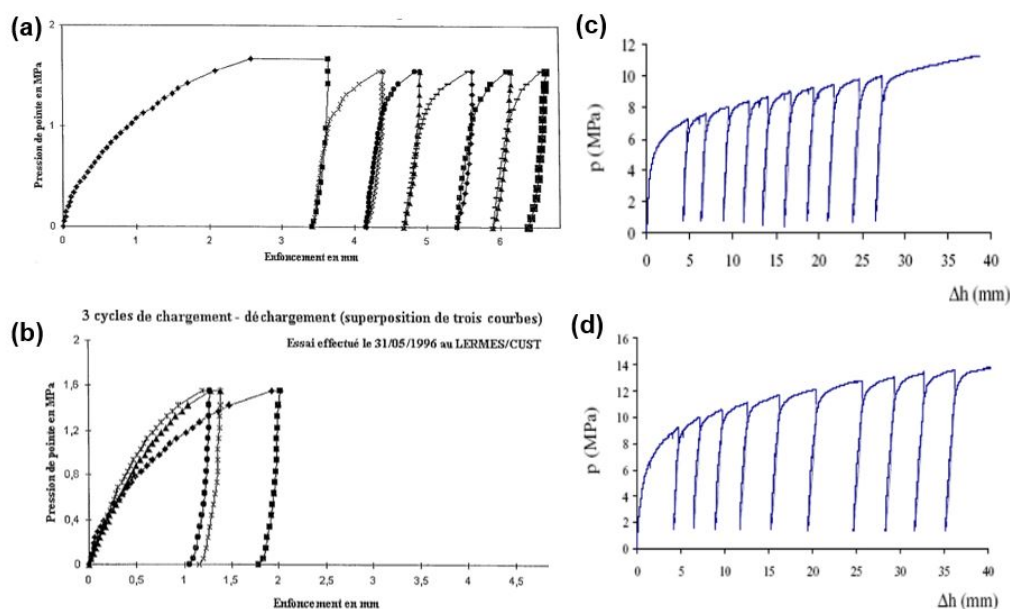 (a)
Pression de pointe en MPa
2
1
0
0 1 2 3 4 5 6
Enfoncement en mm
(b)
3 cycles de chargement - déchargement (superposition de trois courbes)
Essai effectué le 31/05/1996 au LERMES/CUST
Pression de pointe en MPa
2
1,6
1,2
0,8
0,4
0
0 0,5 1 1,5 2 2,5 3 3,5 4 4,5
Enfoncement en mm
(c)
p (MPa)
12
10
8
6
4
2
0
0 5 10 15 20 25 30 35 40
Δh (mm)
(d)
p (MPa)
16
14
12
10
8
6
4
2
0
0 5 10 15 20 25 30 35 40
Δh (mm)